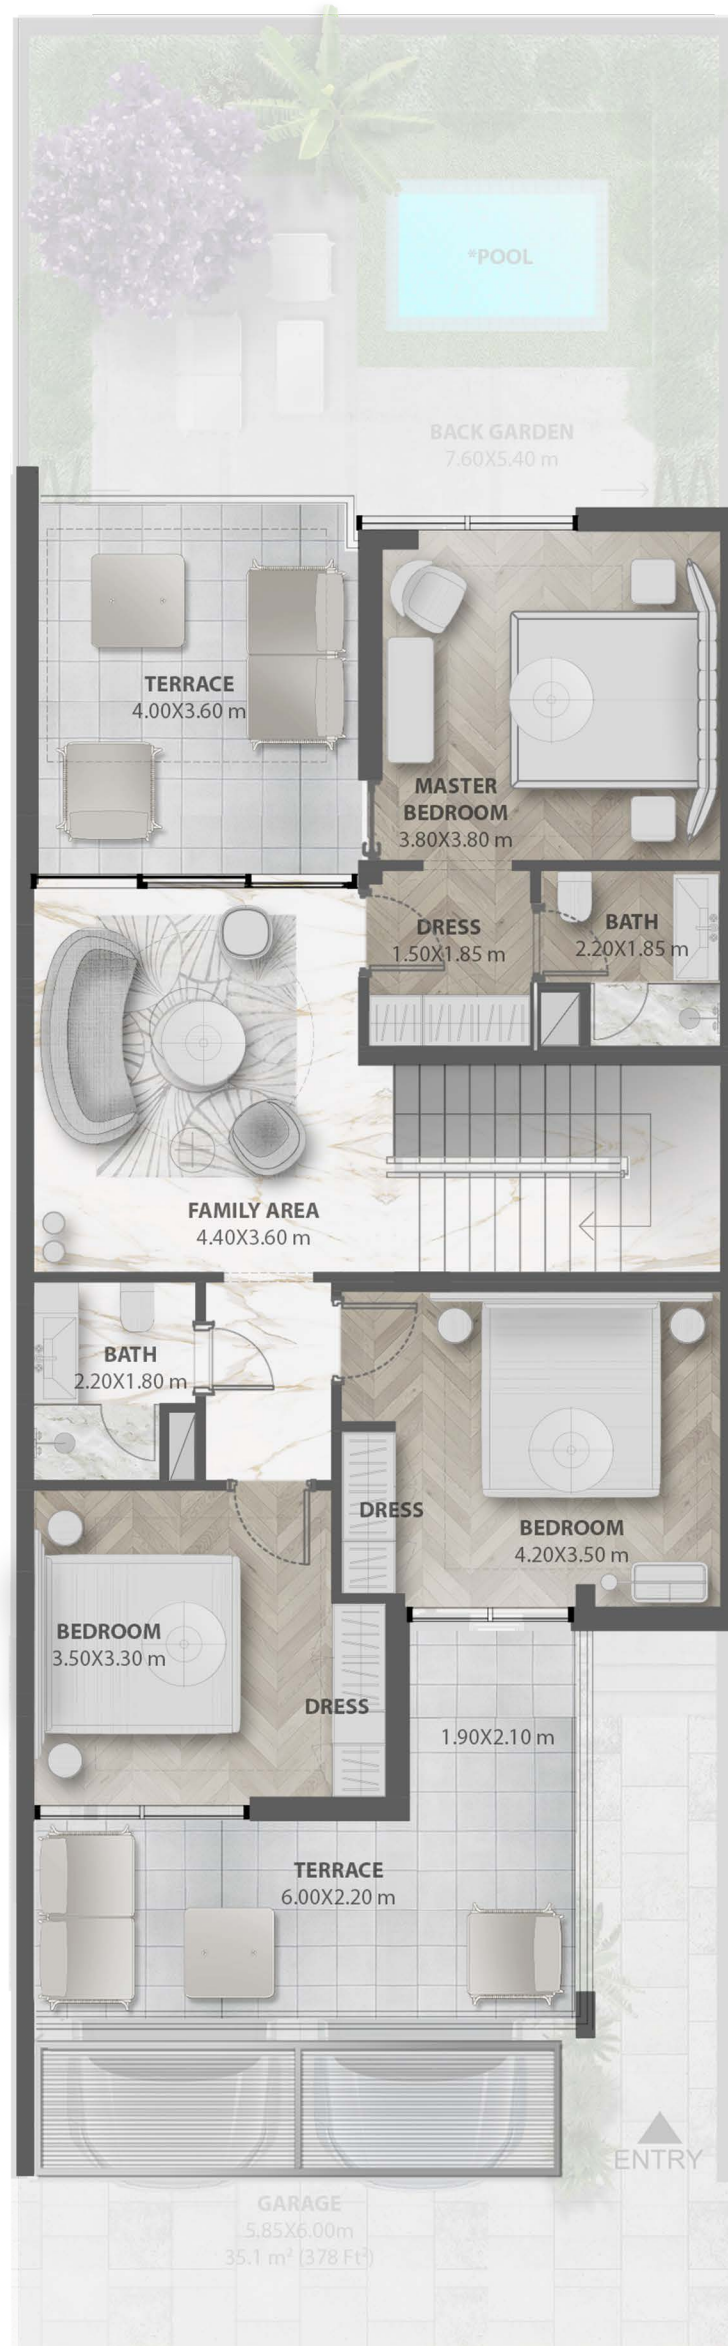 *POOL
BACK GARDEN
7.60X5.40 m
TERRACE
4.00X3.60 m
MASTER
BEDROOM
3.80X3.80 m
DRESS
1.50X1.85 m
BATH
2.20X1.85 m
FAMILY AREA
4.40X3.60 m
BATH
2.20X1.80 m
DRESS
BEDROOM
4.20X3.50 m
BEDROOM
3.50X3.30 m
DRESS
1.90X2.10 m
TERRACE
6.00X2.20 m
ENTRY
GARAGE
5.85X6.00m
35.1 m² (378 Ft²)